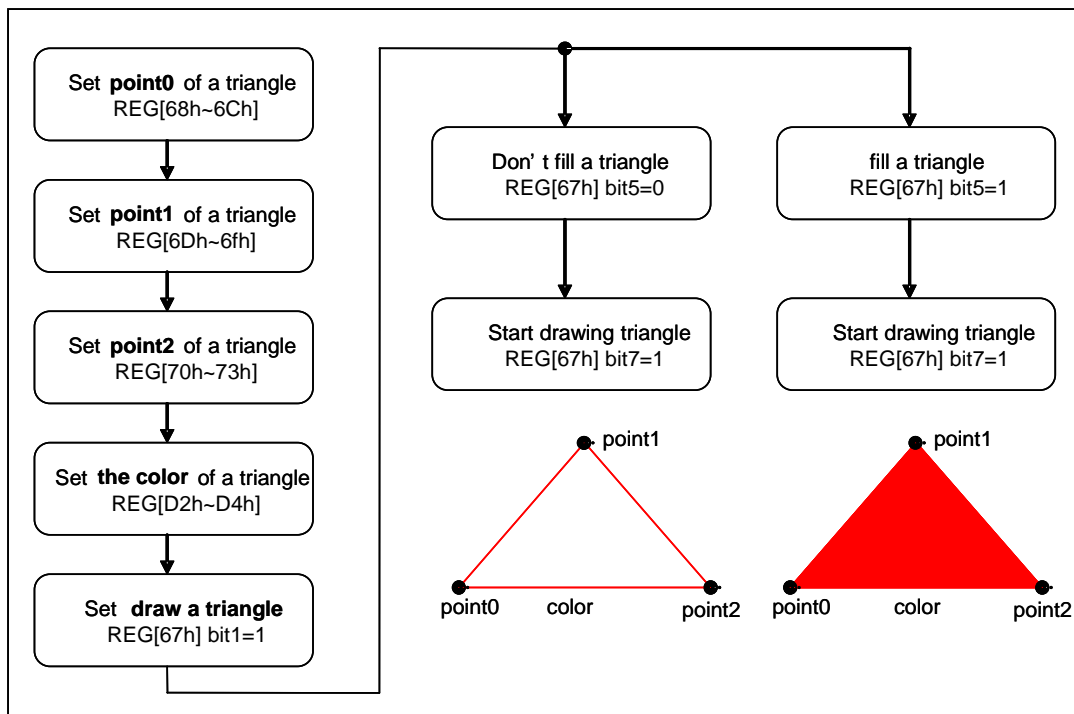 Set point0 of a triangle
REG[68h~6Ch]
Set point1 of a triangle
REG[6Dh~6fh]
Set point2 of a triangle
REG[70h~73h]
Set the color of a triangle
REG[D2h~D4h]
Set draw a triangle
REG[67h] bit1=1
Don' t fill a triangle
REG[67h] bit5=0
Start drawing triangle
REG[67h] bit7=1
point1
point0
color
point2
fill a triangle
REG[67h] bit5=1
Start drawing triangle
REG[67h] bit7=1
point1
point0
color
point2